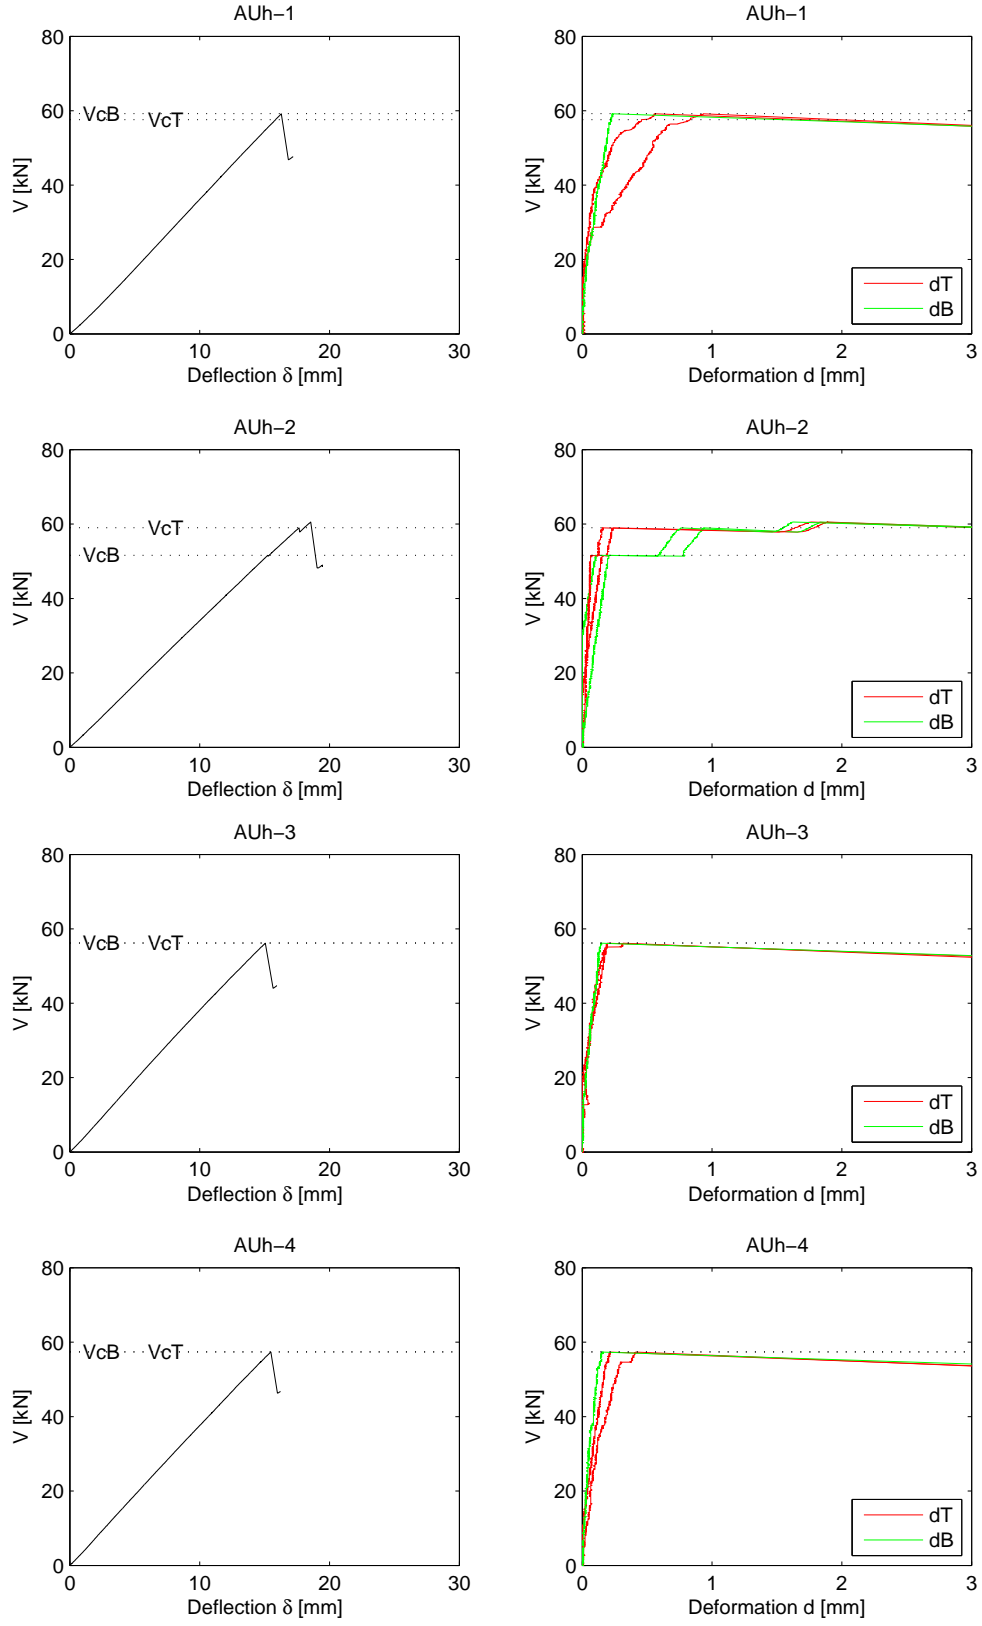 AUh−1
80
60
40
20
0
V [kN]
VcB
VcT
0 10 20 30
Deflection δ [mm]
AUh−1
80
60
40
20
0
V [kN]
dT
dB
0 1 2 3
Deformation d [mm]
AUh−2
80
60
40
20
0
V [kN]
VcT
VcB
0 10 20 30
Deflection δ [mm]
AUh−2
80
60
40
20
0
V [kN]
dT
dB
0 1 2 3
Deformation d [mm]
AUh−3
80
60
40
20
0
V [kN]
VcB VcT
0 10 20 30
Deflection δ [mm]
AUh−3
80
60
40
20
0
V [kN]
dT
dB
0 1 2 3
Deformation d [mm]
AUh−4
80
60
40
20
0
V [kN]
VcB VcT
0 10 20 30
Deflection δ [mm]
AUh−4
80
60
40
20
0
V [kN]
dT
dB
0 1 2 3
Deformation d [mm]